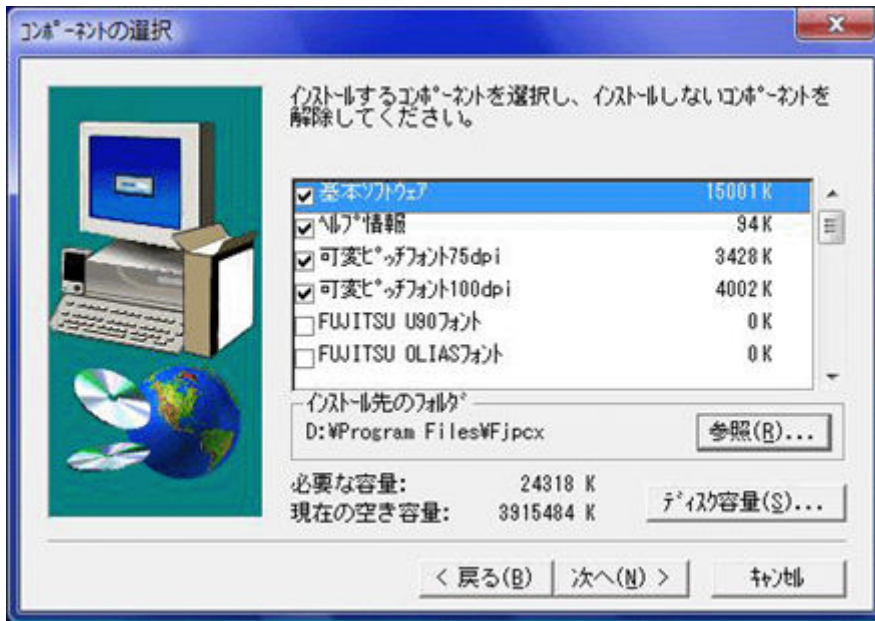 ｺﾝﾎﾟｰﾈﾝﾄの選択
ｲﾝｽﾄｰﾙするｺﾝﾎﾟｰﾈﾝﾄを選択し、ｲﾝｽﾄｰﾙしないｺﾝﾎﾟｰﾈﾝﾄを
解除してください。
基本ｿﾌﾄｳｪｱ 15001 K
ﾍﾙﾌﾟ情報 94 K
可変ﾋﾟｯﾁﾌｫﾝﾄ75dpi 3428 K
可変ﾋﾟｯﾁﾌｫﾝﾄ100dpi 4002 K
FUJITSU U90ﾌｫﾝﾄ 0 K
FUJITSU OLIASﾌｫﾝﾄ 0 K
ｲﾝｽﾄｰﾙ先のﾌｫﾙﾀﾞ
D:¥Program Files¥Fjpcx 参照(R)...
必要な容量: 24318 K
現在の空き容量: 3915484 K
ﾃﾞｨｽｸ容量(S)...
< 戻る(B) 次へ(N) > ｷｬﾝｾﾙ